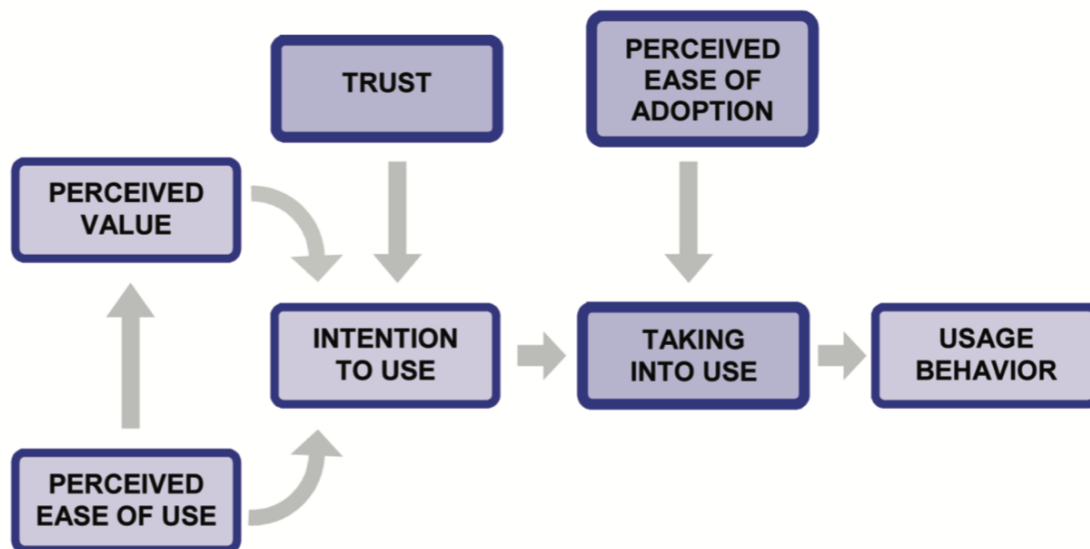 TRUST
PERCEIVED
EASE OF
ADOPTION
PERCEIVED
VALUE
INTENTION
TO USE
TAKING
INTO USE
USAGE
BEHAVIOR
PERCEIVED
EASE OF USE